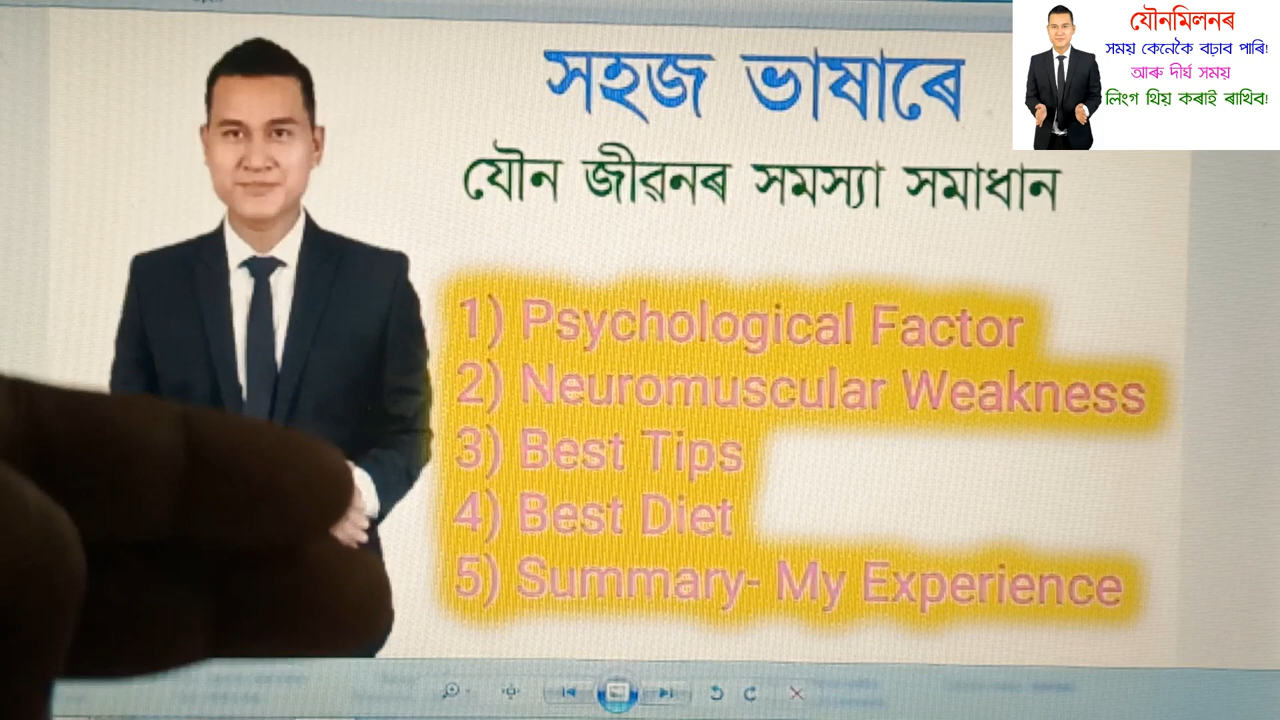 সহজ ভাষাৰে
যৌন জীৱনৰ সমস্যা সমাধান
1) Psychological Factor
2) Neuromuscular Weakness
3) Best Tips
4) Best Diet
5) Summary- My Experience
যৌনমিলনৰ
সময় কেনেকৈ বঢ়াব পাৰি!
আৰু দীৰ্ঘ সময়
লিংগ থিয় কৰাই ৰাখিব!